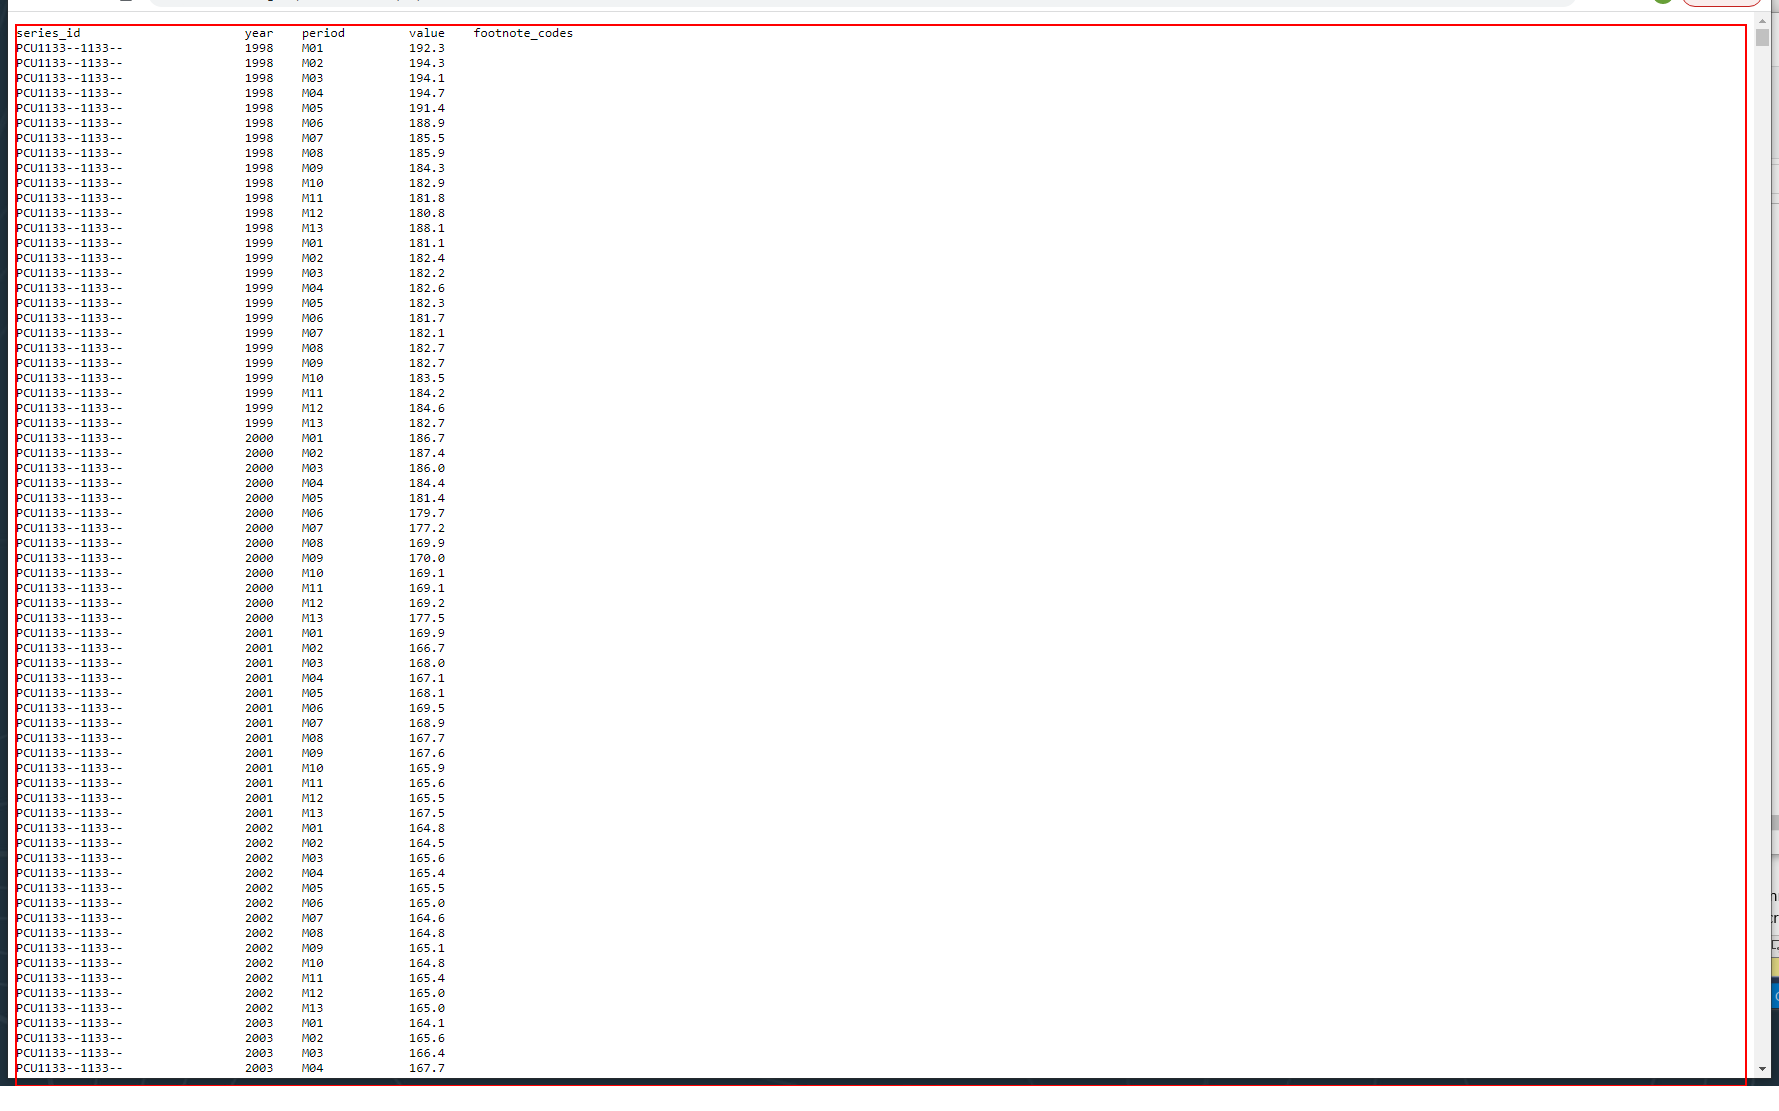 series_id year period value footnote_codes
PCU1133--1133-- 1998 M01 192.3
PCU1133--1133-- 1998 M02 194.3
PCU1133--1133-- 1998 M03 194.1
PCU1133--1133-- 1998 M04 194.7
PCU1133--1133-- 1998 M05 191.4
PCU1133--1133-- 1998 M06 188.9
PCU1133--1133-- 1998 M07 185.5
PCU1133--1133-- 1998 M08 185.9
PCU1133--1133-- 1998 M09 184.3
PCU1133--1133-- 1998 M10 182.9
PCU1133--1133-- 1998 M11 181.8
PCU1133--1133-- 1998 M12 180.8
PCU1133--1133-- 1998 M13 188.1
PCU1133--1133-- 1999 M01 181.1
PCU1133--1133-- 1999 M02 182.4
PCU1133--1133-- 1999 M03 182.2
PCU1133--1133-- 1999 M04 182.6
PCU1133--1133-- 1999 M05 182.3
PCU1133--1133-- 1999 M06 181.7
PCU1133--1133-- 1999 M07 182.1
PCU1133--1133-- 1999 M08 182.7
PCU1133--1133-- 1999 M09 182.7
PCU1133--1133-- 1999 M10 183.5
PCU1133--1133-- 1999 M11 184.2
PCU1133--1133-- 1999 M12 184.6
PCU1133--1133-- 1999 M13 182.7
PCU1133--1133-- 2000 M01 186.7
PCU1133--1133-- 2000 M02 187.4
PCU1133--1133-- 2000 M03 186.0
PCU1133--1133-- 2000 M04 184.4
PCU1133--1133-- 2000 M05 181.4
PCU1133--1133-- 2000 M06 179.7
PCU1133--1133-- 2000 M07 177.2
PCU1133--1133-- 2000 M08 169.9
PCU1133--1133-- 2000 M09 170.0
PCU1133--1133-- 2000 M10 169.1
PCU1133--1133-- 2000 M11 169.1
PCU1133--1133-- 2000 M12 169.2
PCU1133--1133-- 2000 M13 177.5
PCU1133--1133-- 2001 M01 169.9
PCU1133--1133-- 2001 M02 166.7
PCU1133--1133-- 2001 M03 168.0
PCU1133--1133-- 2001 M04 167.1
PCU1133--1133-- 2001 M05 168.1
PCU1133--1133-- 2001 M06 169.5
PCU1133--1133-- 2001 M07 168.9
PCU1133--1133-- 2001 M08 167.7
PCU1133--1133-- 2001 M09 167.6
PCU1133--1133-- 2001 M10 165.9
PCU1133--1133-- 2001 M11 165.6
PCU1133--1133-- 2001 M12 165.5
PCU1133--1133-- 2001 M13 167.5
PCU1133--1133-- 2002 M01 164.8
PCU1133--1133-- 2002 M02 164.5
PCU1133--1133-- 2002 M03 165.6
PCU1133--1133-- 2002 M04 165.4
PCU1133--1133-- 2002 M05 165.5
PCU1133--1133-- 2002 M06 165.0
PCU1133--1133-- 2002 M07 164.6
PCU1133--1133-- 2002 M08 164.8
PCU1133--1133-- 2002 M09 165.1
PCU1133--1133-- 2002 M10 164.8
PCU1133--1133-- 2002 M11 165.4
PCU1133--1133-- 2002 M12 165.0
PCU1133--1133-- 2002 M13 165.0
PCU1133--1133-- 2003 M01 164.1
PCU1133--1133-- 2003 M02 165.6
PCU1133--1133-- 2003 M03 166.4
PCU1133--1133-- 2003 M04 167.7